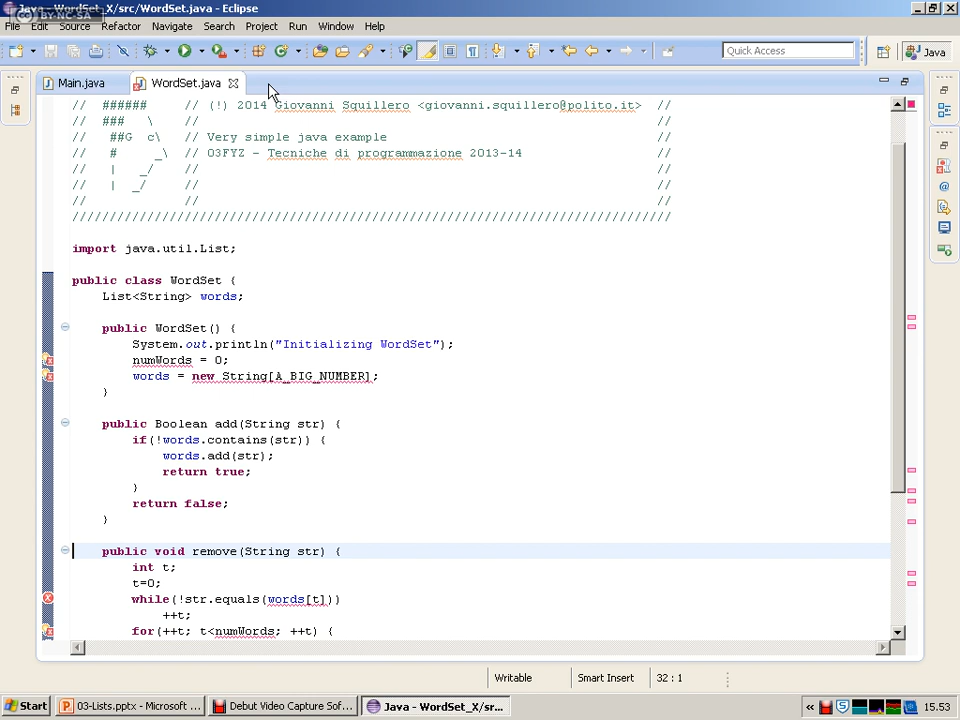 Java - WordSet_X/src/WordSet.java - Eclipse
BY-NC-SA
File Edit Source Refactor Navigate Search Project Run Window Help
Quick Access
Java
Main.java
WordSet.java
// ###### // (!) 2014 Giovanni Squillero <giovanni.squillero@polito.it> //
// ### \ // //
// ##G c\ // Very simple java example //
// # _\ // 03FYZ - Tecniche di programmazione 2013-14 //
// | _/ // //
// | _/ // //
// // //
////////////////////////////////////////////////////////////////////////////////
import java.util.List;
public class WordSet {
List<String> words;
public WordSet() {
System.out.println("Initializing WordSet");
numWords = 0;
words = new String[A_BIG_NUMBER];
}
public Boolean add(String str) {
if(!words.contains(str)) {
words.add(str);
return true;
}
return false;
}
public void remove(String str) {
int t;
t=0;
while(!str.equals(words[t]))
++t;
for(++t; t<numWords; ++t) {
Writable
Smart Insert
32 : 1
Start
03-Lists.pptx - Microsoft ...
Debut Video Capture Sof...
Java - WordSet_X/sr...
15.53